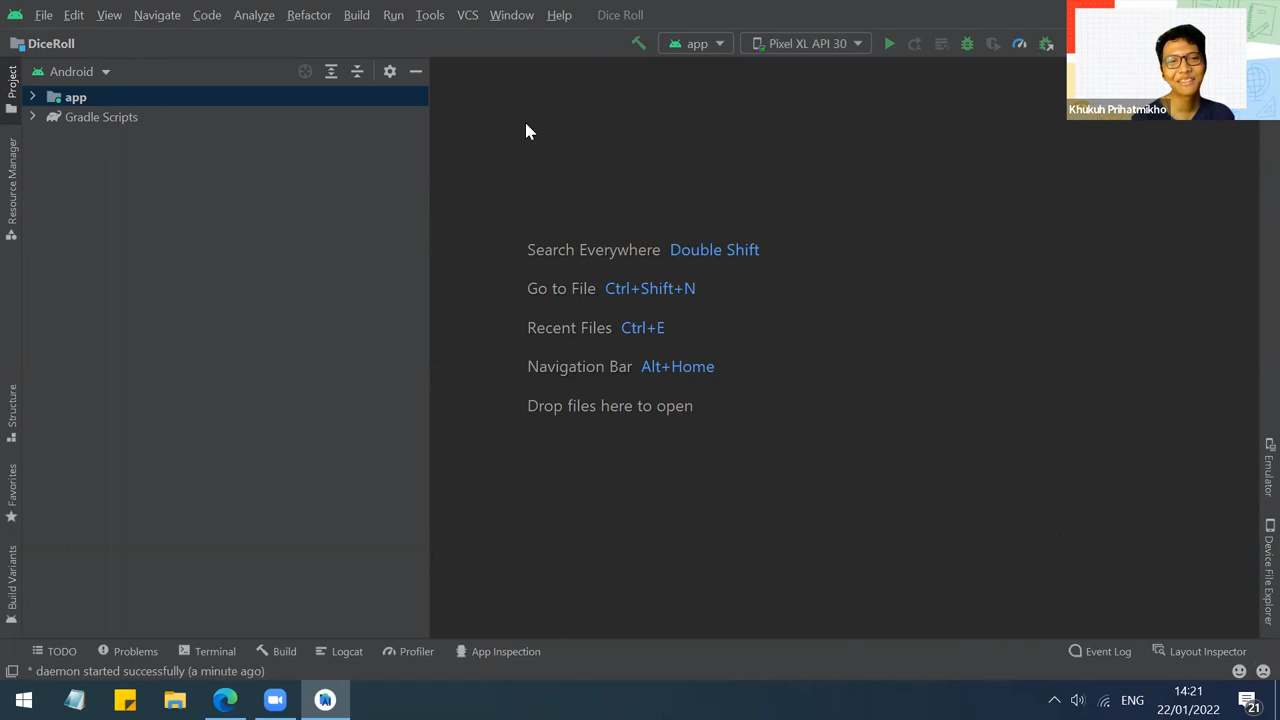 File Edit View Navigate Code Analyze Refactor Build Run Tools VCS Window Help Dice Roll
DiceRoll
app
Pixel XL API 30
Khukuh Prihatmikho
Android
app
Gradle Scripts
Project
Resource Manager
Structure
Favorites
Build Variants
Search Everywhere Double Shift
Go to File Ctrl+Shift+N
Recent Files Ctrl+E
Navigation Bar Alt+Home
Drop files here to open
Emulator
Device File Explorer
TODO Problems Terminal Build Logcat Profiler App Inspection Event Log Layout Inspector
* daemon started successfully (a minute ago)
ENG
14:21
22/01/2022
21